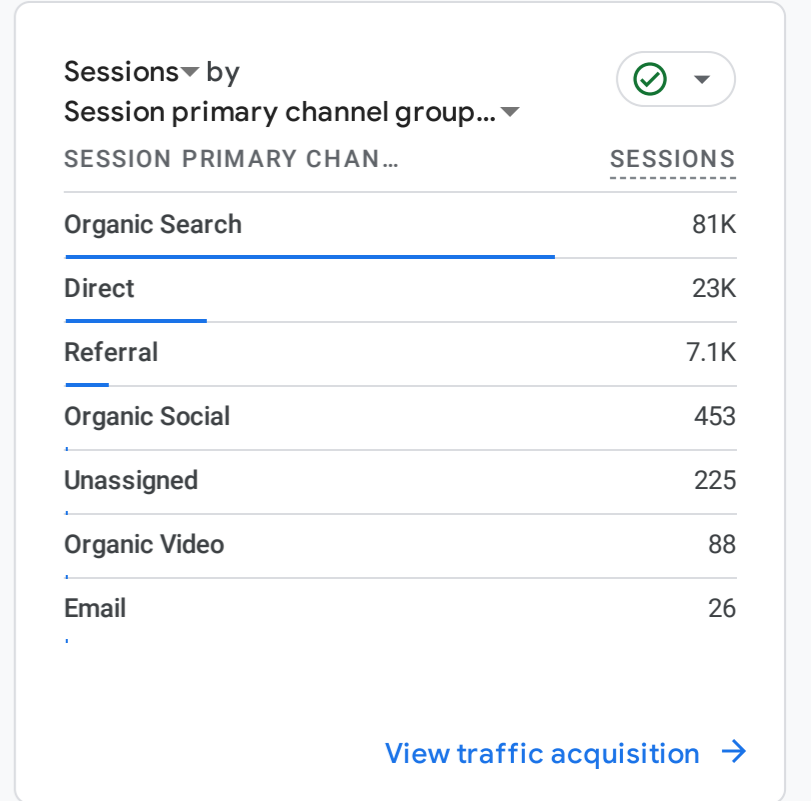 Sessions by
Session primary channel group...
SESSION PRIMARY CHAN... SESSIONS
Organic Search 81K
Direct 23K
Referral 7.1K
Organic Social 453
Unassigned 225
Organic Video 88
Email 26
View traffic acquisition